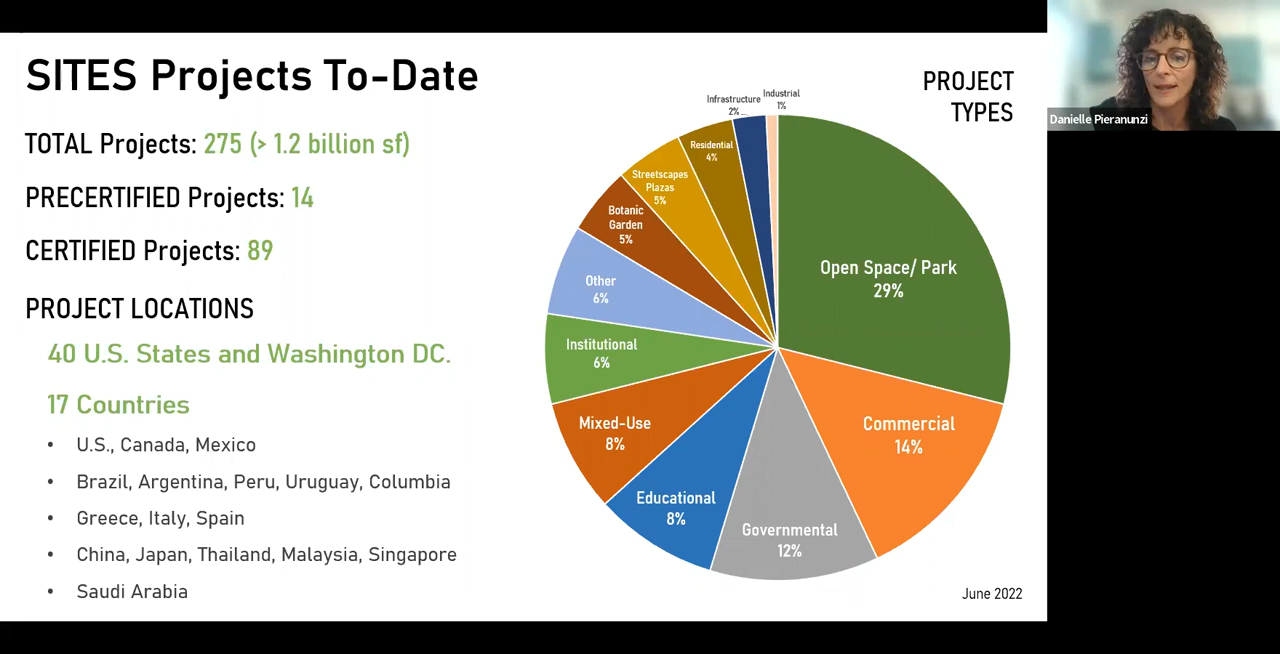 SITES Projects To-Date
TOTAL Projects: 275 (> 1.2 billion sf)
PRECERTIFIED Projects: 14
CERTIFIED Projects: 89
PROJECT LOCATIONS
40 U.S. States and Washington DC.
17 Countries
• U.S., Canada, Mexico
• Brazil, Argentina, Peru, Uruguay, Columbia
• Greece, Italy, Spain
• China, Japan, Thailand, Malaysia, Singapore
• Saudi Arabia
PROJECT
TYPES
Open Space/ Park
29%
Commercial
14%
Governmental
12%
Educational
8%
Mixed-Use
8%
Institutional
6%
Other
6%
Botanic
Garden
5%
Streetscapes
Plazas
5%
Residential
4%
Infrastructure
2%
Industrial
1%
June 2022
Danielle Pieranunzi